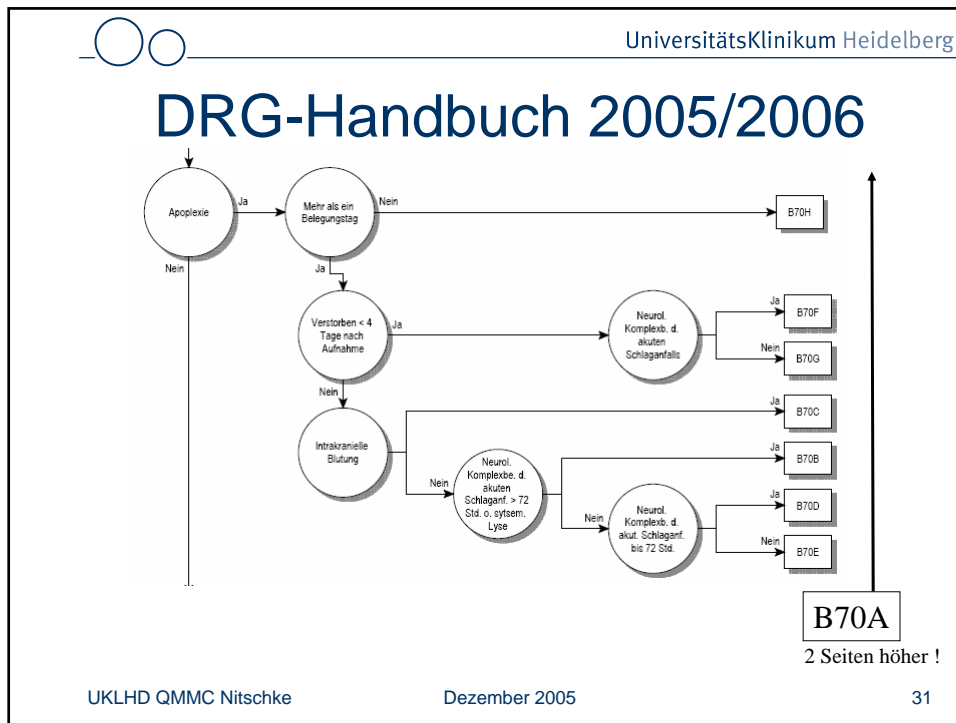 UniversitätsKlinikum Heidelberg
DRG-Handbuch 2005/2006
Apoplexie
Ja
Mehr als ein
Belegungstag
Nein
B70H
Nein
Ja
Verstorben < 4
Tage nach
Aufnahme
Ja
Neurol.
Komplexb. d.
akuten
Schlaganfalls
Ja
B70F
Nein
B70G
Nein
Intrakranielle
Blutung
Ja
B70C
Nein
Neurol.
Komplexbe. d.
akuten
Schlaganf. > 72
Std. o. sytsem.
Lyse
Ja
B70B
Nein
Neurol.
Komplexb. d.
akut. Schlaganf.
bis 72 Std.
Ja
B70D
Nein
B70E
B70A
2 Seiten höher !
UKLHD QMMC Nitschke
Dezember 2005
31